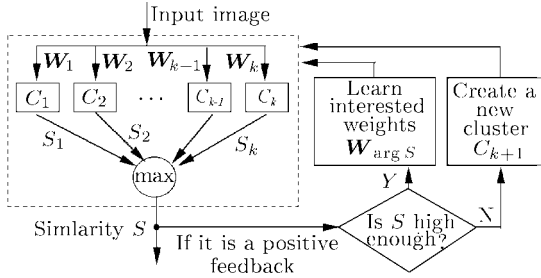 Input image
W1 W2 Wk−1 Wk
C1 C2 ··· Ck-1 Ck
S1 S2 Sk
max
Simlarity S
If it is a positive
feedback
Learn
interested
weights
Warg S
Create a
new
cluster
Ck+1
Y
N
Is S high
enough?